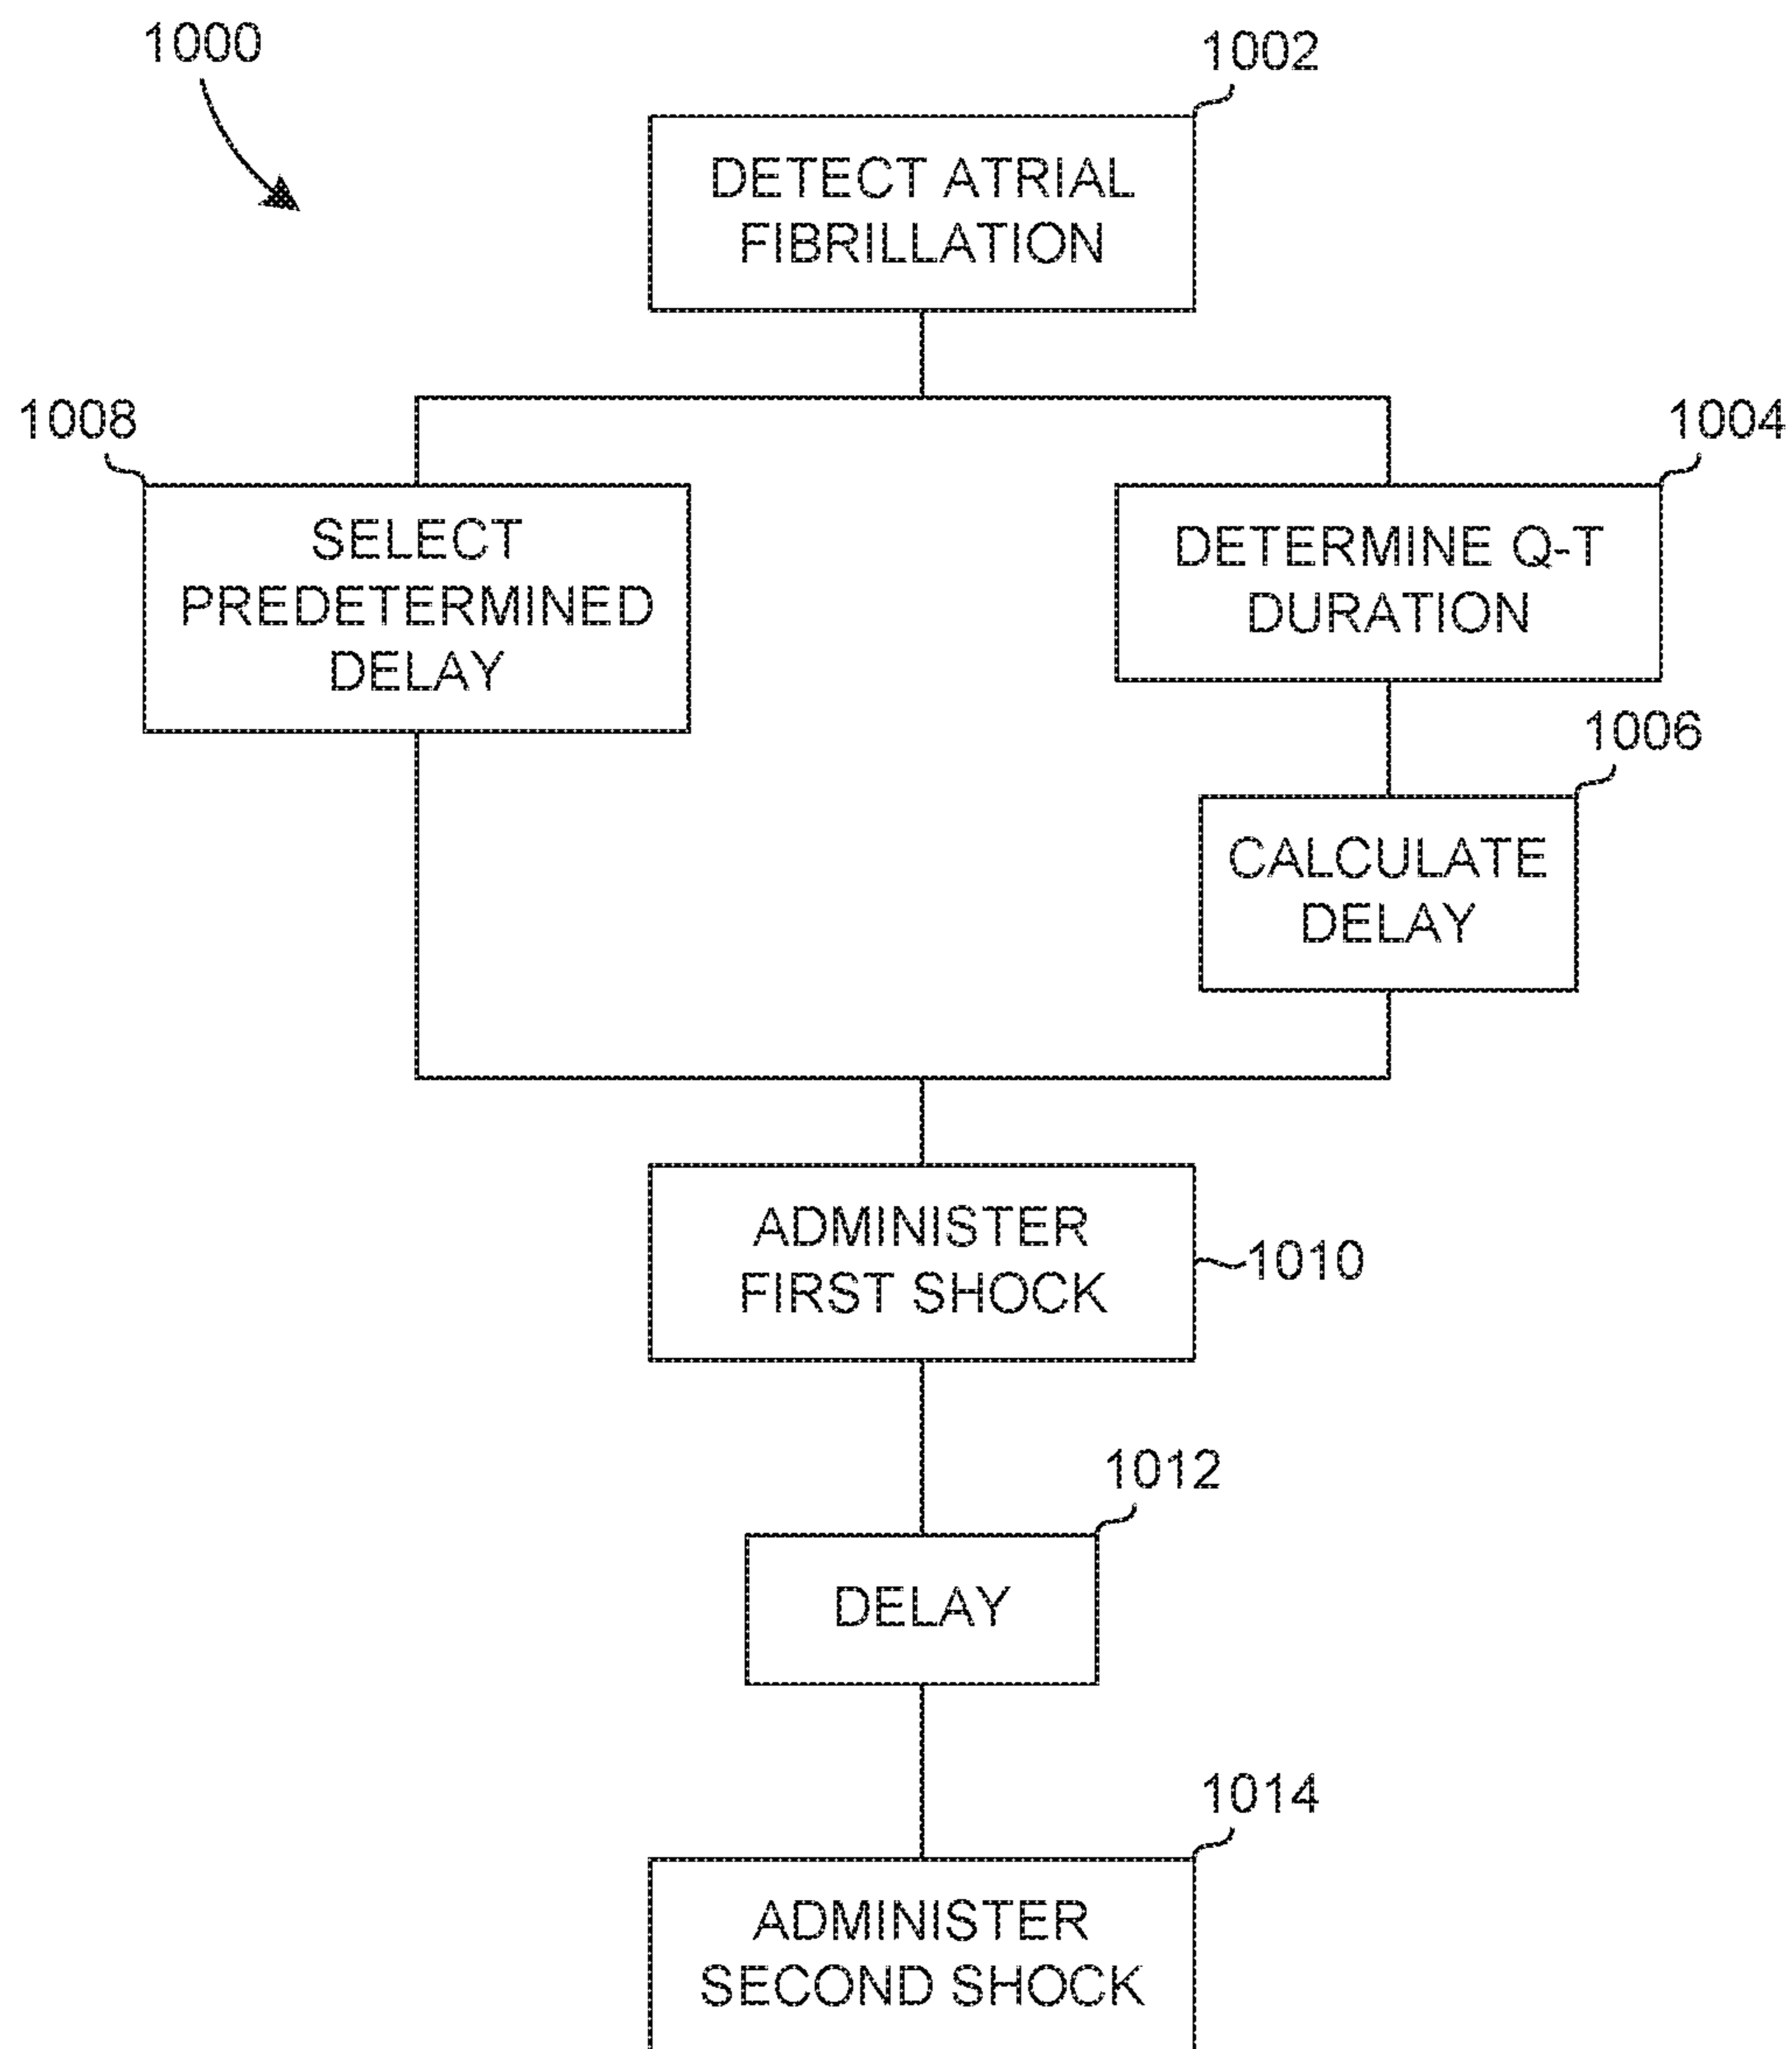 1000
1002
DETECT ATRIAL
FIBRILLATION
1008
1004
SELECT
PREDETERMINED
DELAY
DETERMINE Q-T
DURATION
1006
CALCULATE
DELAY
ADMINISTER
FIRST SHOCK
1010
1012
DELAY
1014
ADMINISTER
SECOND SHOCK